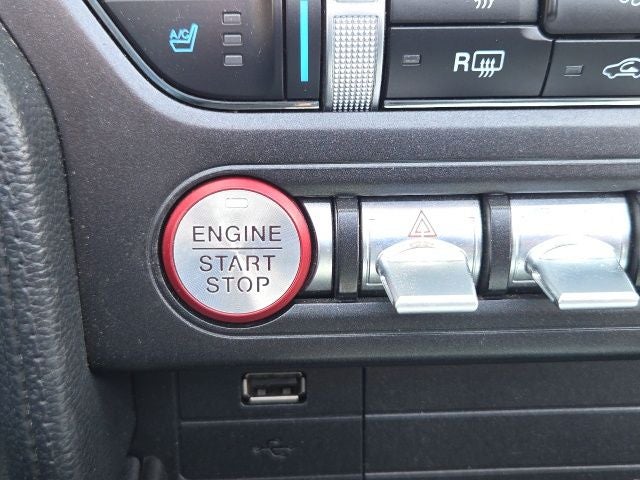 A/C
R
ENGINE
START
STOP